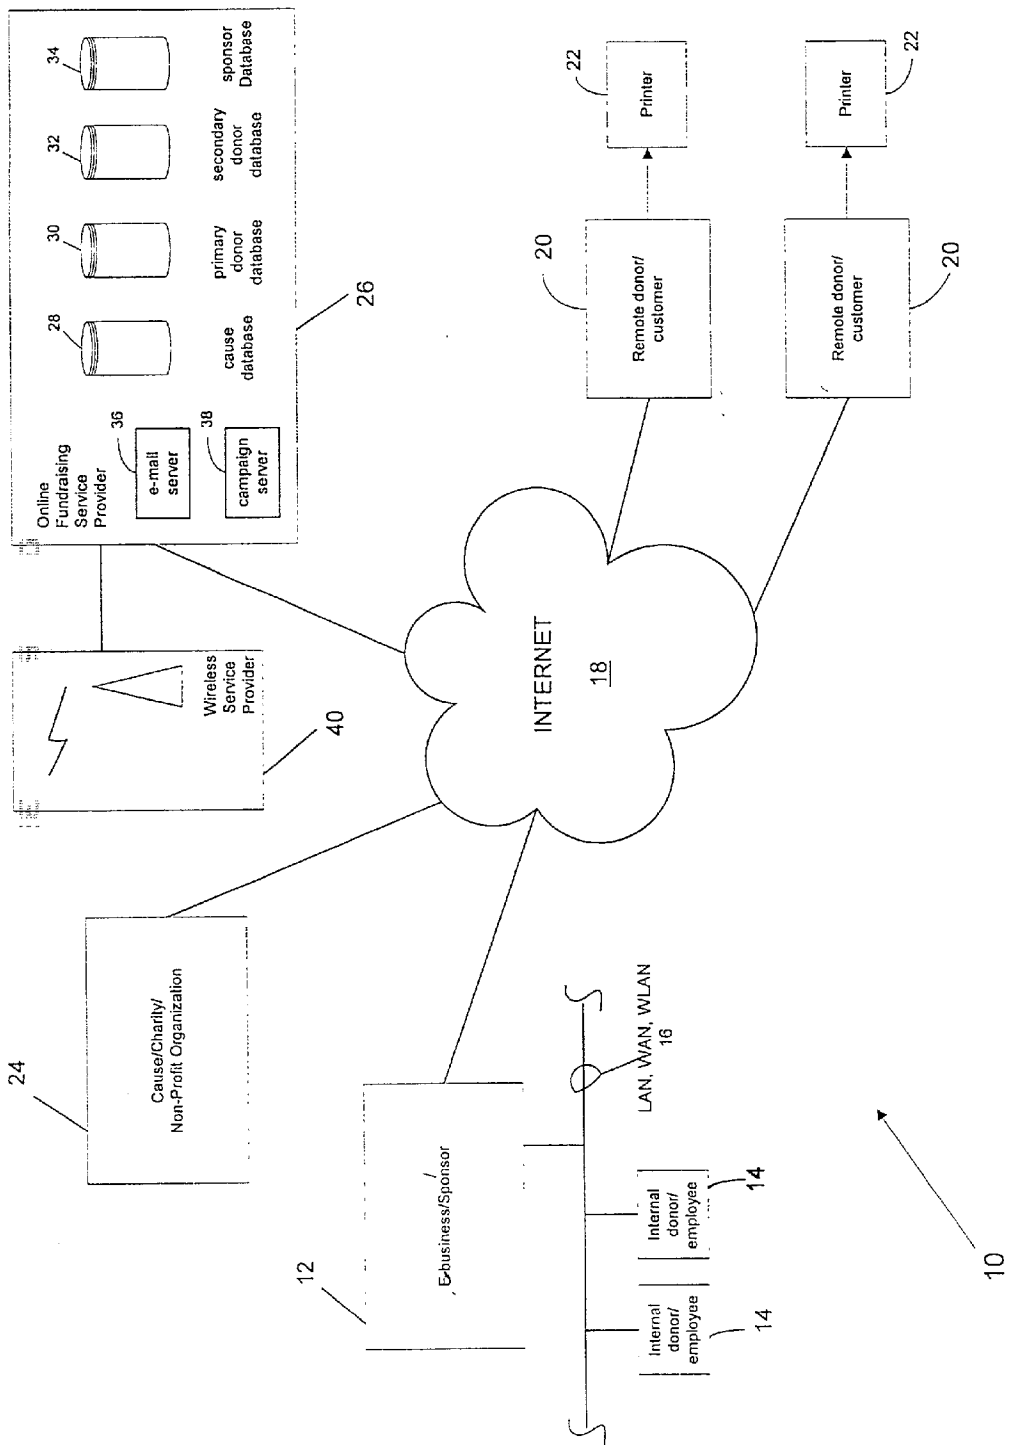 10
12
E-business/Sponsor
14
Internal
donor/
employee
14
Internal
donor/
employee
LAN, WAN, WLAN
16
24
Cause/Charity/
Non-Profit Organization
INTERNET
18
40
Wireless
Service
Provider
Online
Fundraising
Service
Provider
36
e-mail
server
38
campaign
server
28
cause
database
30
primary
donor
database
32
secondary
donor
database
34
sponsor
Database
26
20
Remote donor/
customer
22
Printer
20
Remote donor/
customer
22
Printer